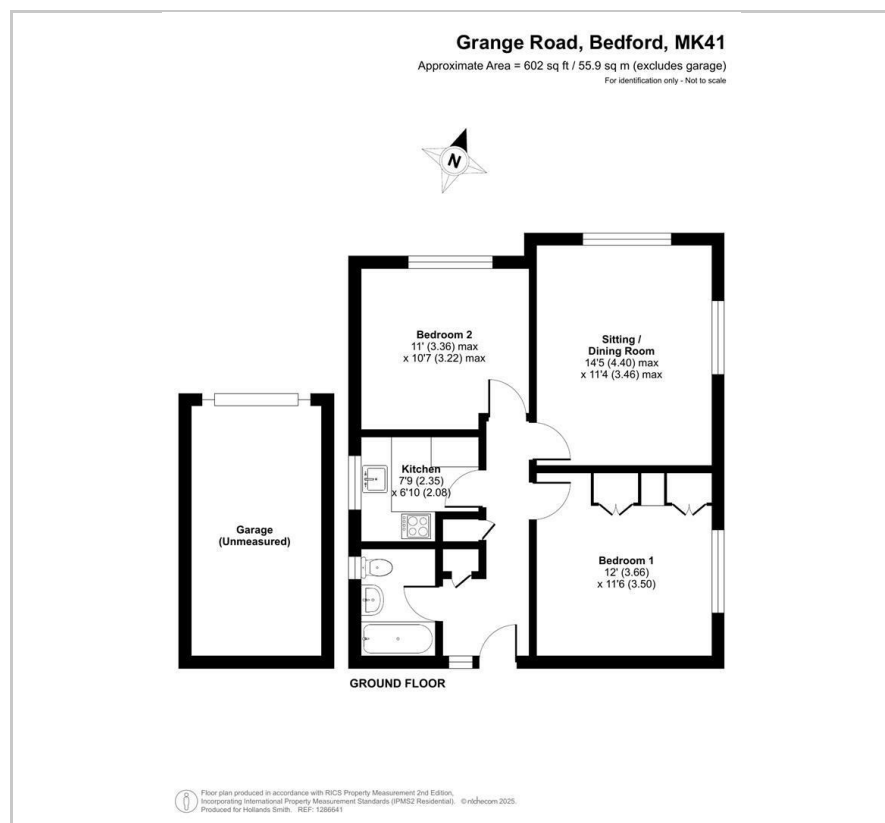 Grange Road, Bedford, MK41
Approximate Area = 602 sq ft / 55.9 sq m (excludes garage)
For identification only - Not to scale
N
Bedroom 2
11' (3.36) max
x 10'7 (3.22) max
Sitting /
Dining Room
14'5 (4.40) max
x 11'4 (3.46) max
Kitchen
7'9 (2.35)
x 6'10 (2.08)
Garage
(Unmeasured)
Bedroom 1
12' (3.66)
x 11'6 (3.50)
GROUND FLOOR
Floor plan produced in accordance with RICS Property Measurement 2nd Edition,
Incorporating International Property Measurement Standards (IPMS2 Residential). © ntchecom 2025.
Produced for Hollands Smith. REF: 1286641